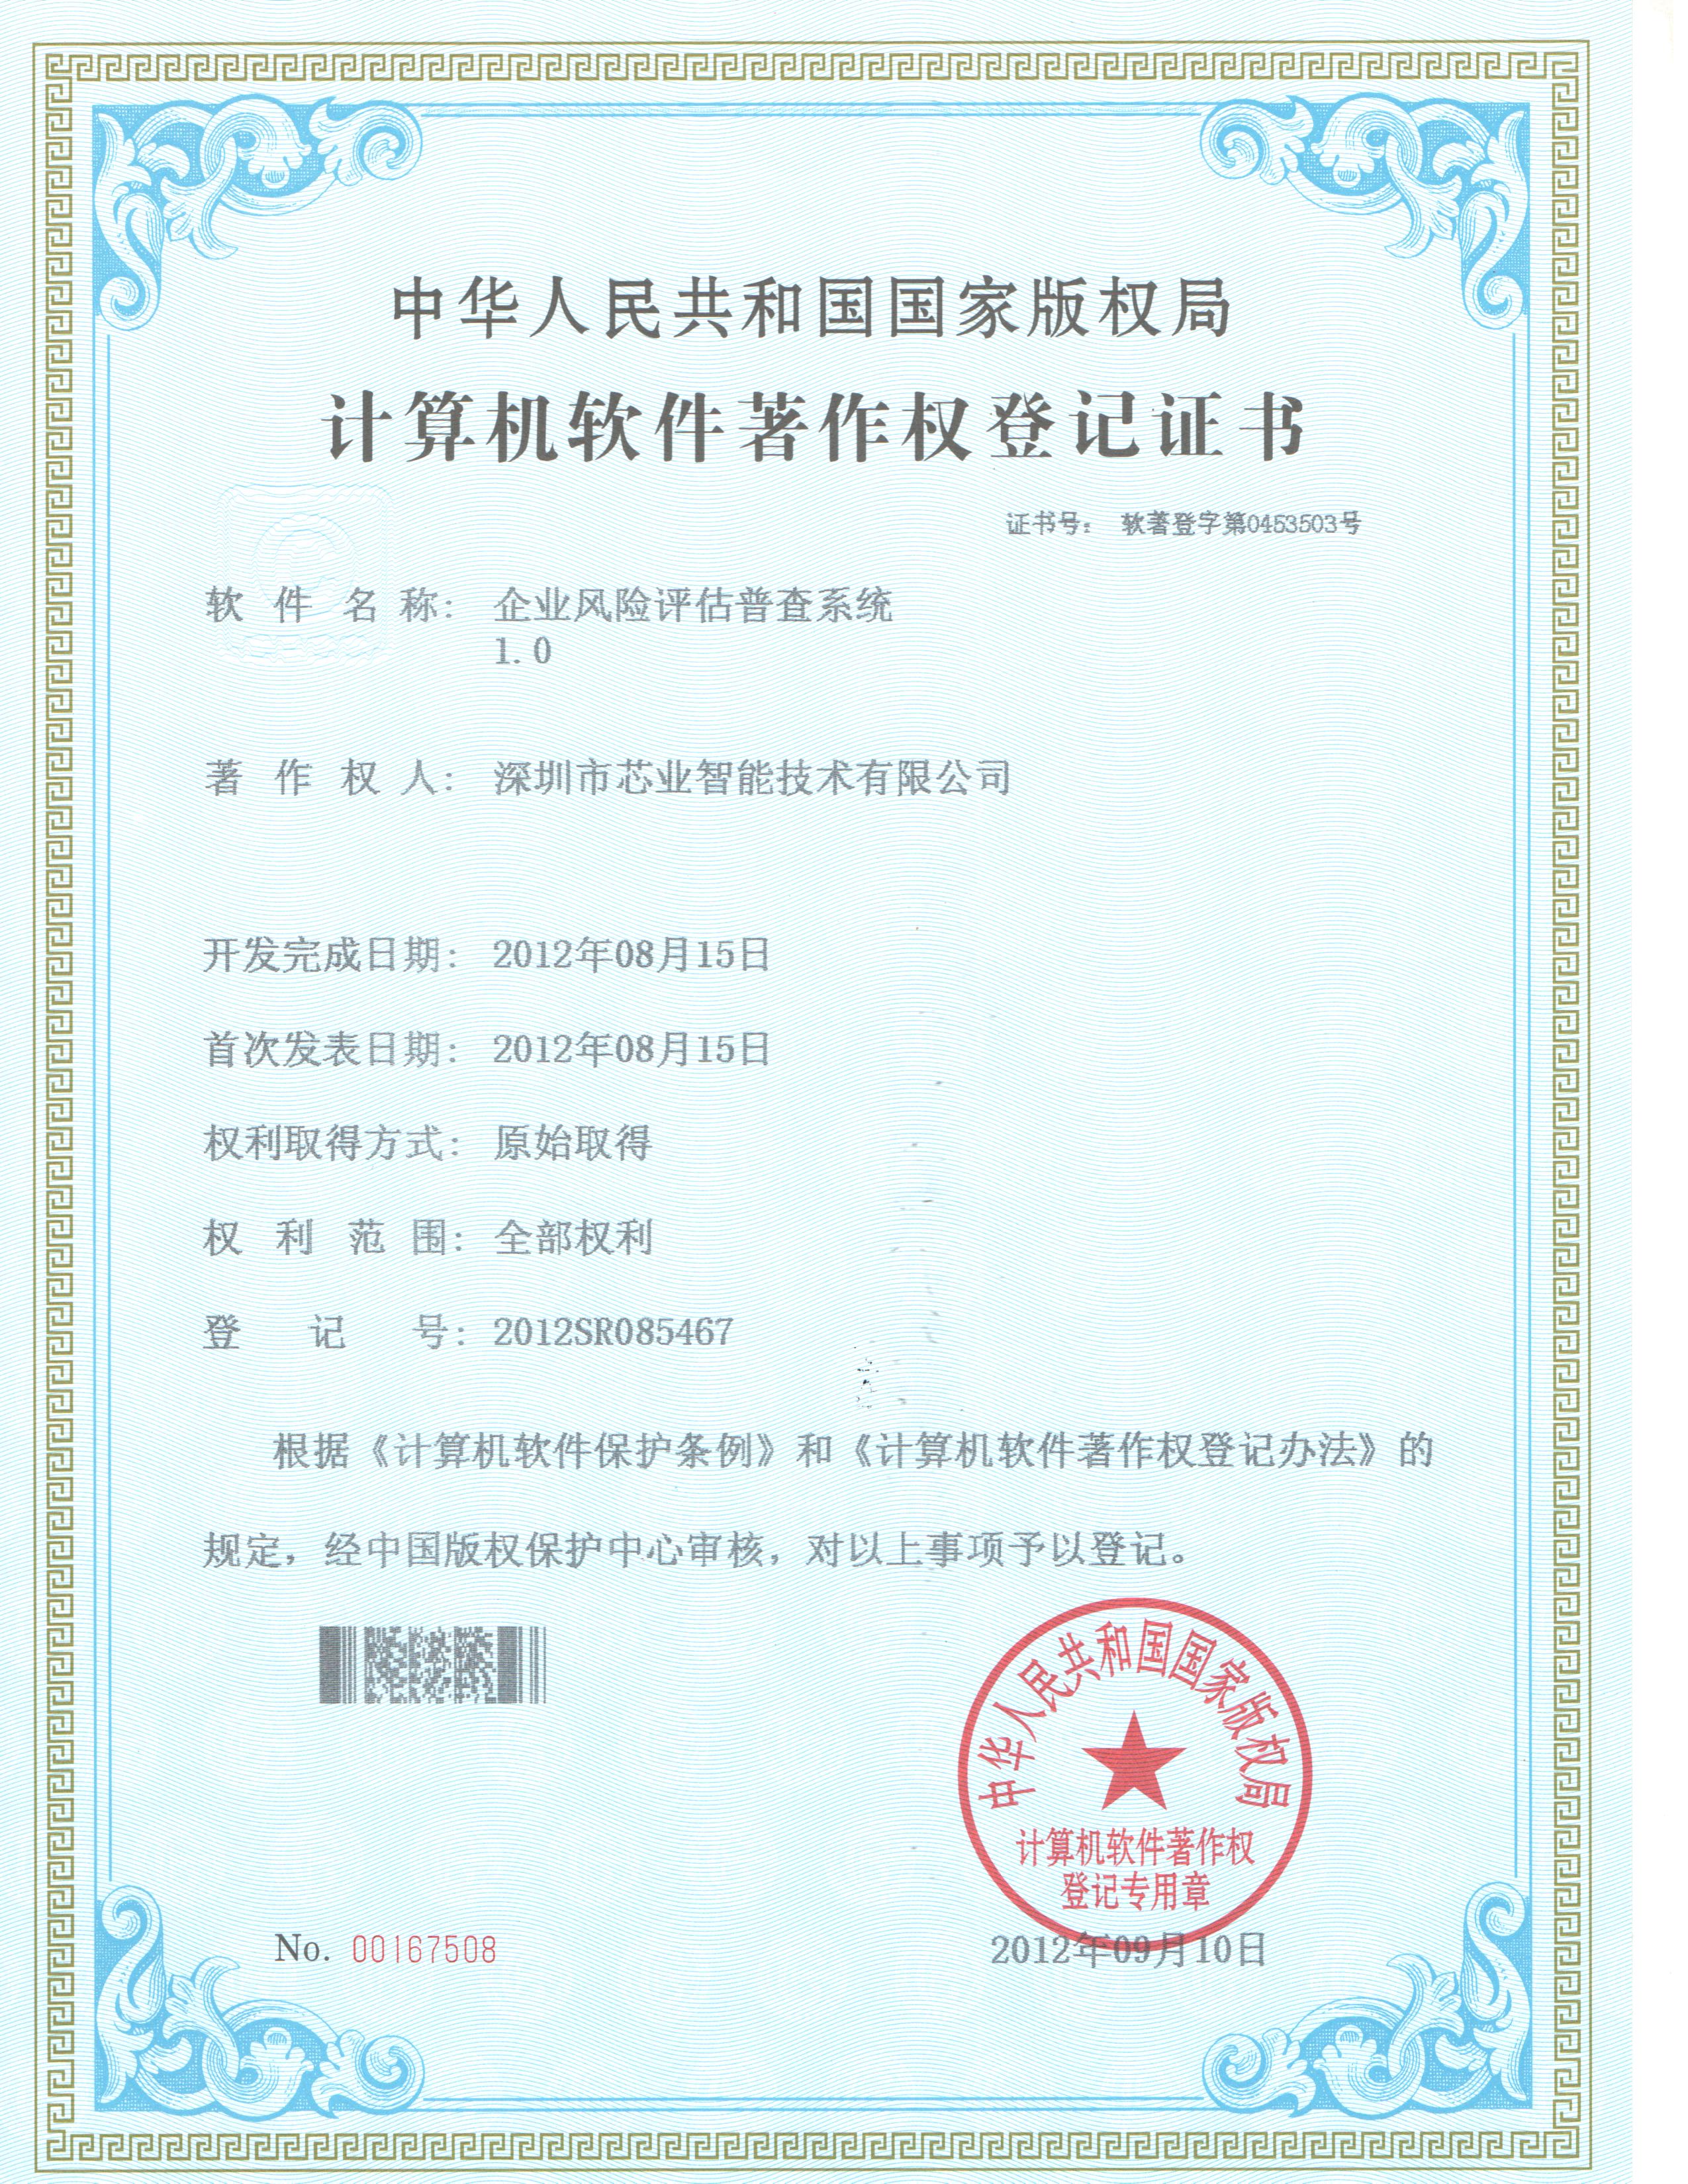 中华人民共和国国家版权局
计算机软件著作权登记证书
证书号： 软著登字第0453503号
软件名称： 企业风险评估普查系统
1.0
著作权人： 深圳市芯业智能技术有限公司
开发完成日期： 2012年08月15日
首次发表日期： 2012年08月15日
权利取得方式： 原始取得
权利范围： 全部权利
登记号： 2012SR085467
根据《计算机软件保护条例》和《计算机软件著作权登记办法》的
规定，经中国版权保护中心审核，对以上事项予以登记。
中华人民共和国国家版权局
计算机软件著作权
登记专用章
No. 00167508
2012年09月10日